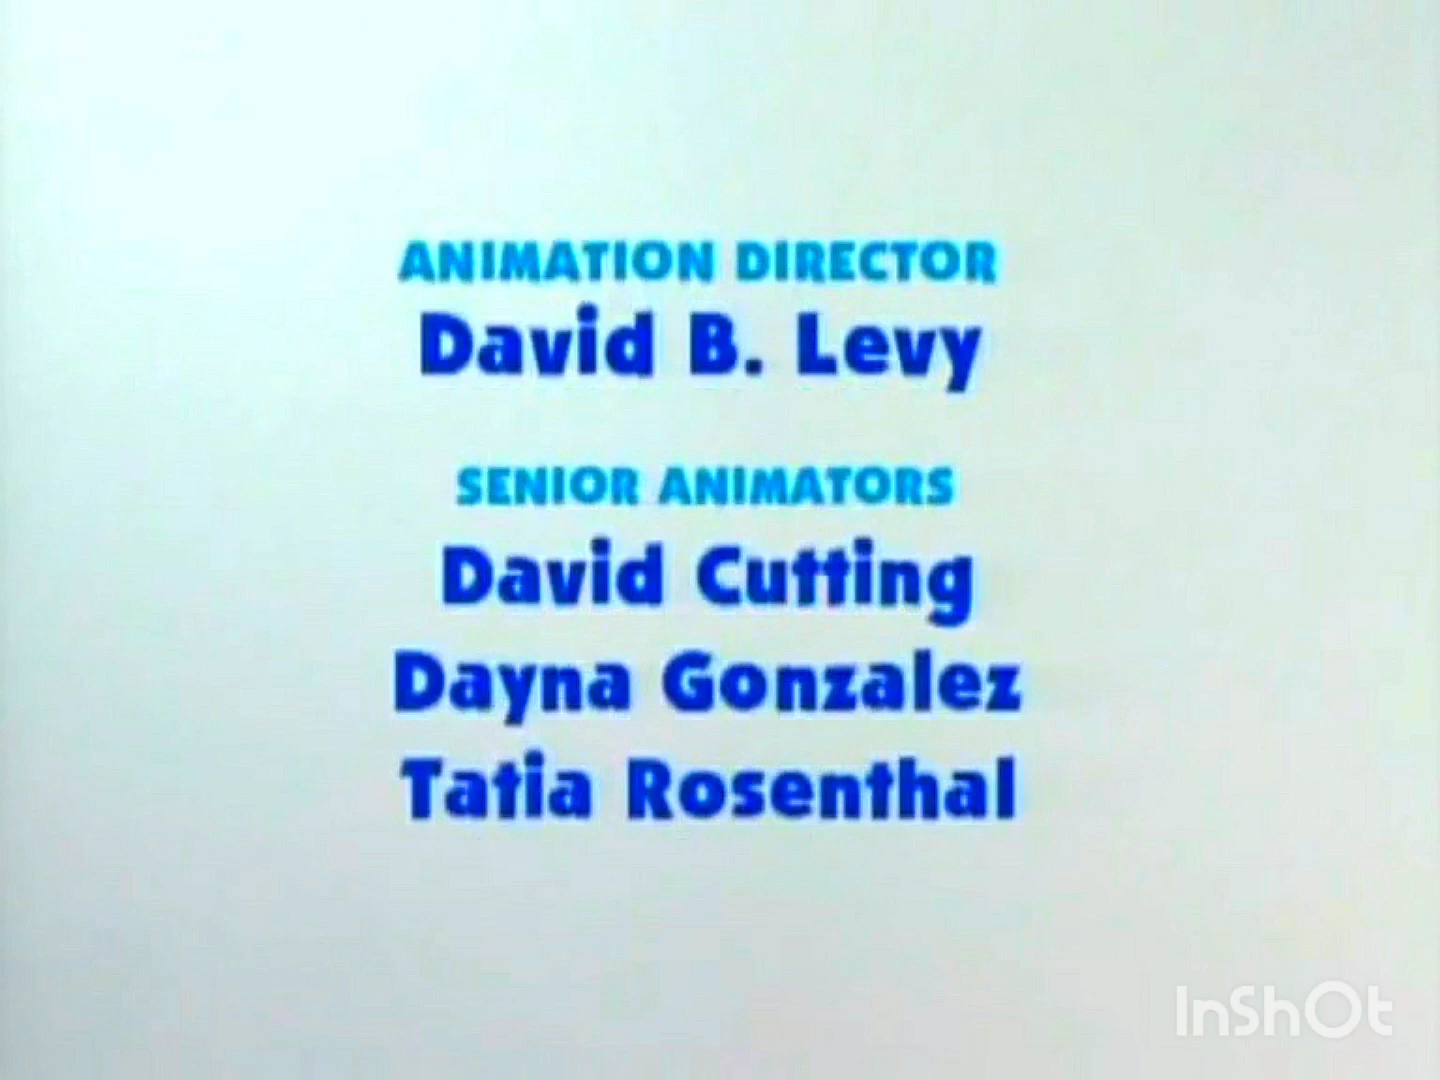 ANIMATION DIRECTOR
David B. Levy
SENIOR ANIMATORS
David Cutting
Dayna Gonzalez
Tatia Rosenthal
InShOt